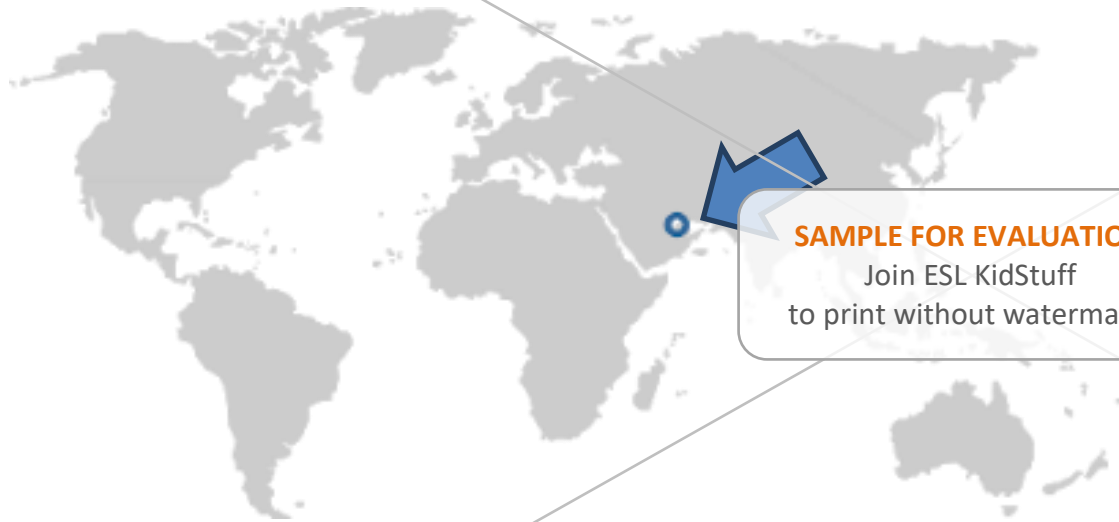 SAMPLE FOR EVALUATIO
Join ESL KidStuff
to print without waterma